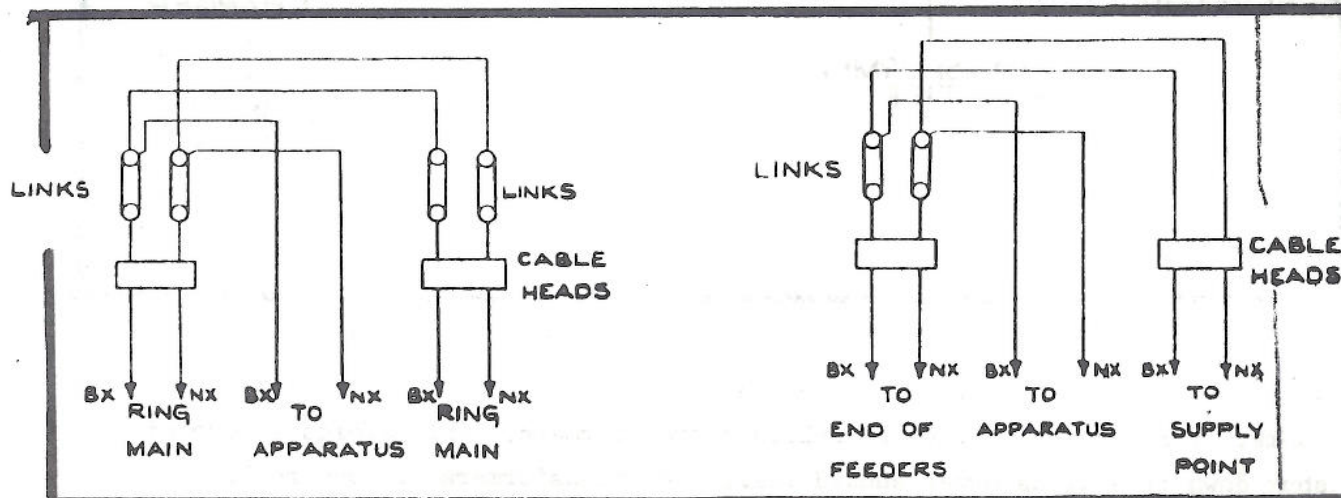 LINKS
LINKS
CABLE
HEADS
BX NX BX NX BX NX
RING TO RING
MAIN APPARATUS MAIN
LINKS
CABLE
HEADS
BX NX BX NX BX NX
TO TO TO
END OF APPARATUS SUPPLY
FEEDERS POINT